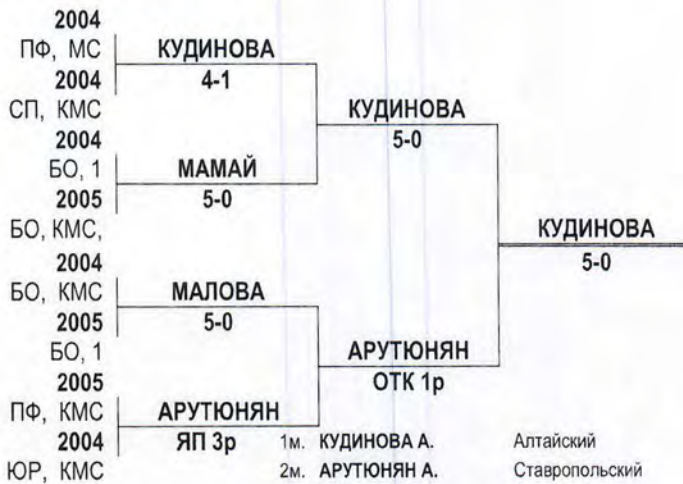 2004
ПФ, МС КУДИНОВА
2004 4-1
СП, КМС КУДИНОВА
2004 5-0
БО, 1 МАМАЙ
2005 5-0
БО, КМС, КУДИНОВА
2004 5-0
БО, КМС МАЛОВА
2005 5-0
БО, 1 АРУТЮНЯН
2005 ОТК 1р
ПФ, КМС АРУТЮНЯН
2004 ЯП 3р 1м. КУДИНОВА А. Алтайский
ЮР, КМС 2м. АРУТЮНЯН А. Ставропольский